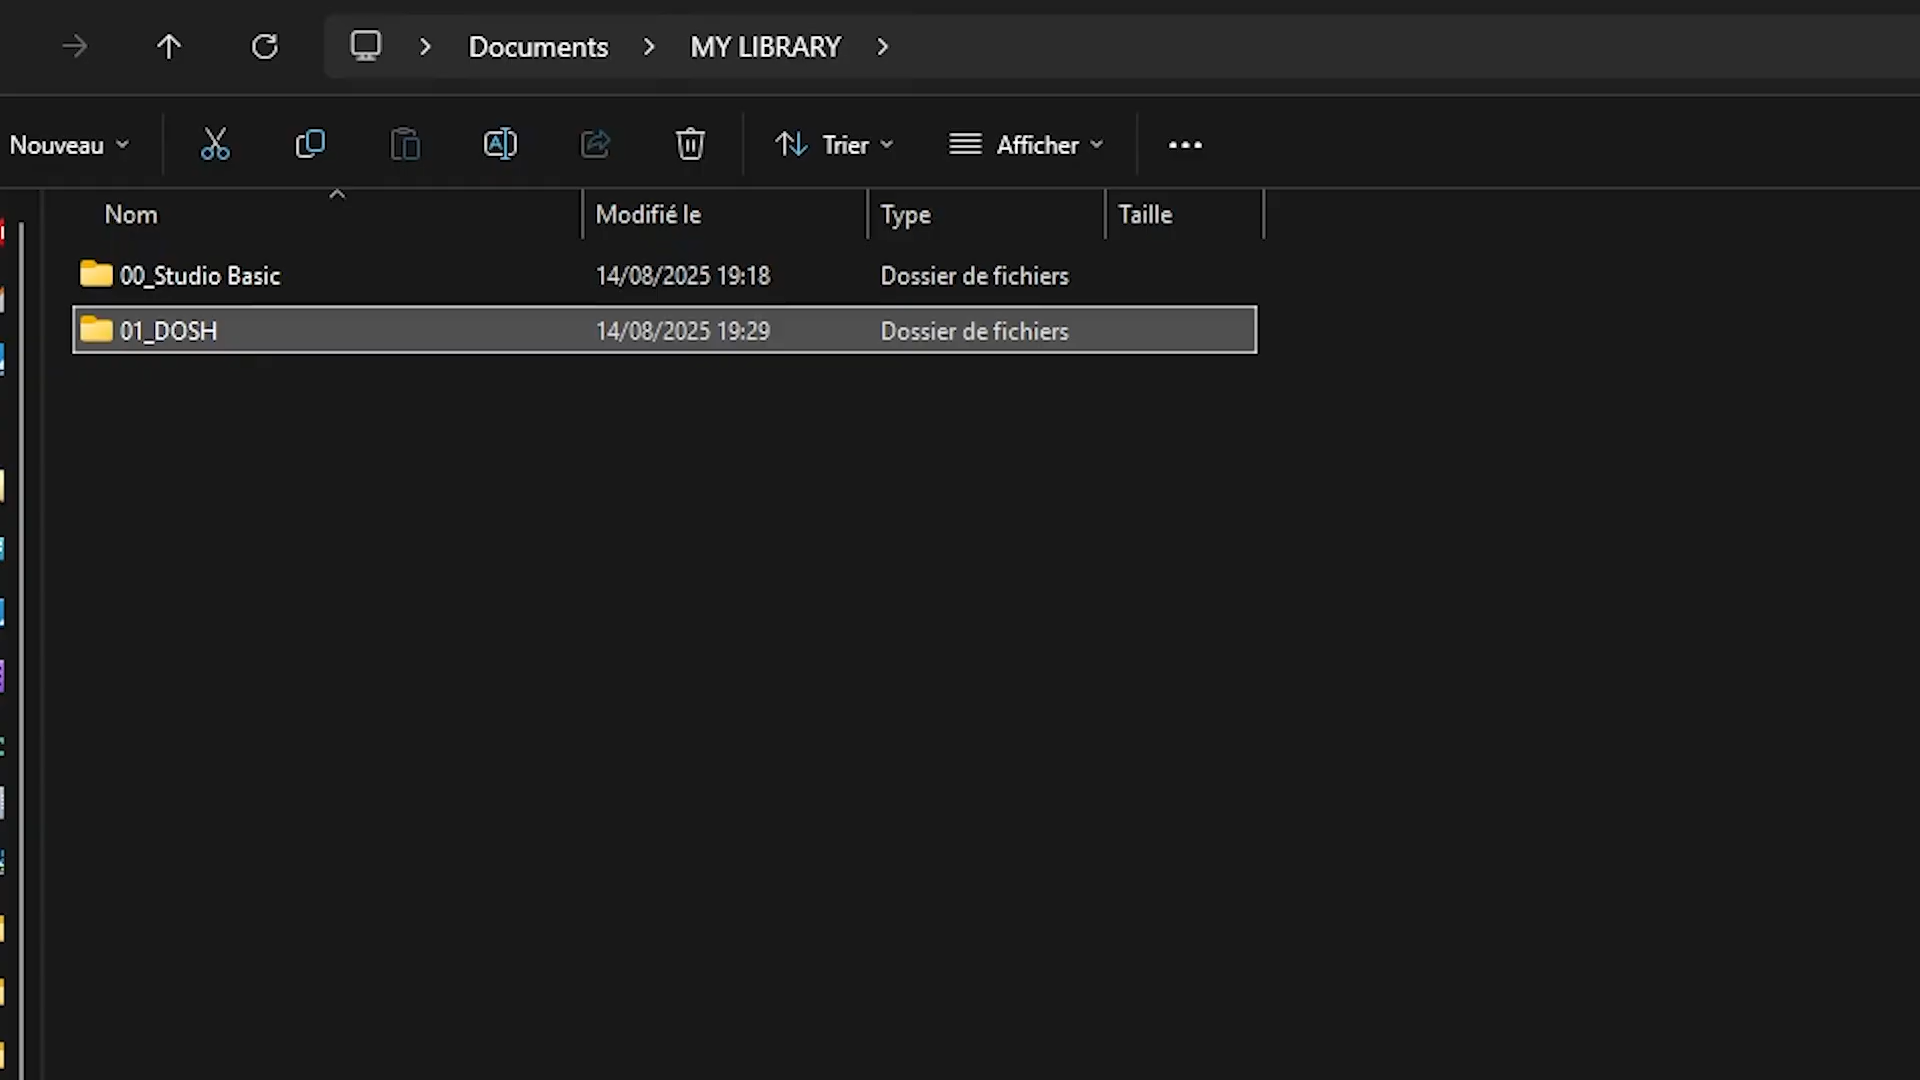 Documents > MY LIBRARY >
Nouveau Trier Afficher
Nom Modifié le Type Taille
00_Studio Basic 14/08/2025 19:18 Dossier de fichiers
01_DOSH 14/08/2025 19:29 Dossier de fichiers